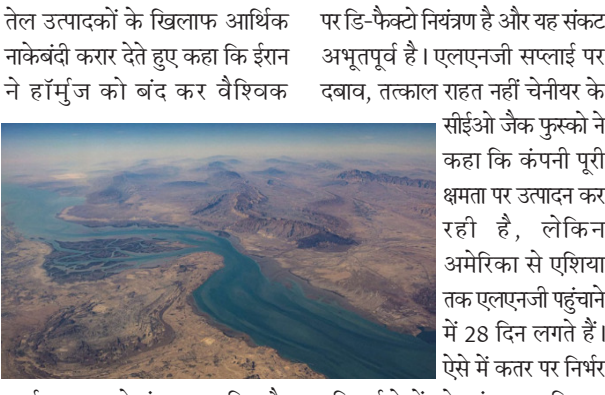 तेल उत्पादकों के खिलाफ आर्थिक
नाकेबंदी करार देते हुए कहा कि ईरान
ने हॉर्मुज को बंद कर वैश्विक
पर डि-फैक्टो नियंत्रण है और यह संकट
अभूतपूर्व है। एलएनजी सप्लाई पर
दबाव, तत्काल राहत नहीं चेनीयर के
सीईओ जैक फुस्को ने
कहा कि कंपनी पूरी
क्षमता पर उत्पादन कर
रही है, लेकिन
अमेरिका से एशिया
तक एलएनजी पहुंचाने
में 28 दिन लगते हैं।
ऐसे में कतर पर निर्भर